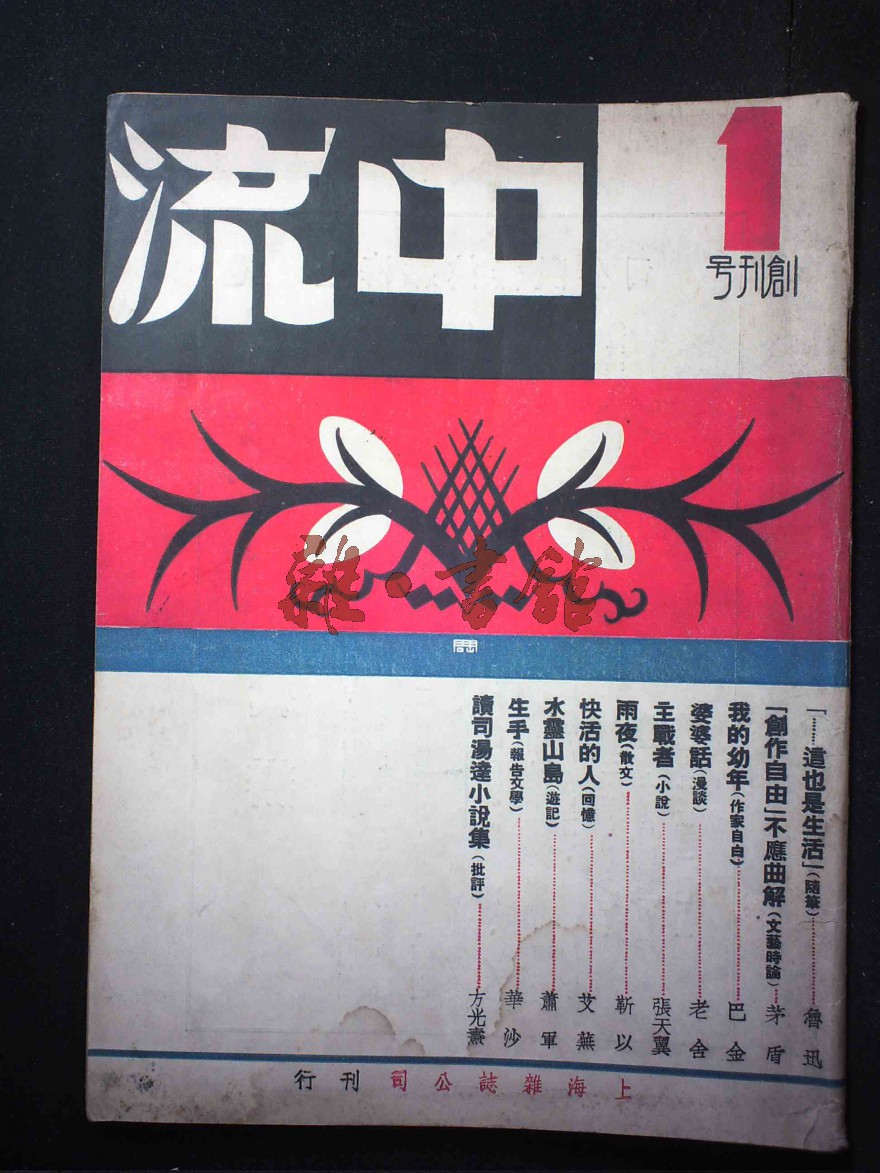 中流
1
創刊号
雜·書館
「……這也是生活」(隨筆)……魯迅
「創作自由」不應曲解(文藝時論)……茅盾
我的幼年(作家自白)……巴金
婆婆話(漫談)……老舍
主戰者(小說)……張天翼
雨夜(散文)……靳以
快活的人(回憶)……艾蕪
水靈山島(遊記)……蕭軍
生手(報告文學)……華沙
讀司湯達小說集(批評)……方光燾
上海雜誌公司刊行